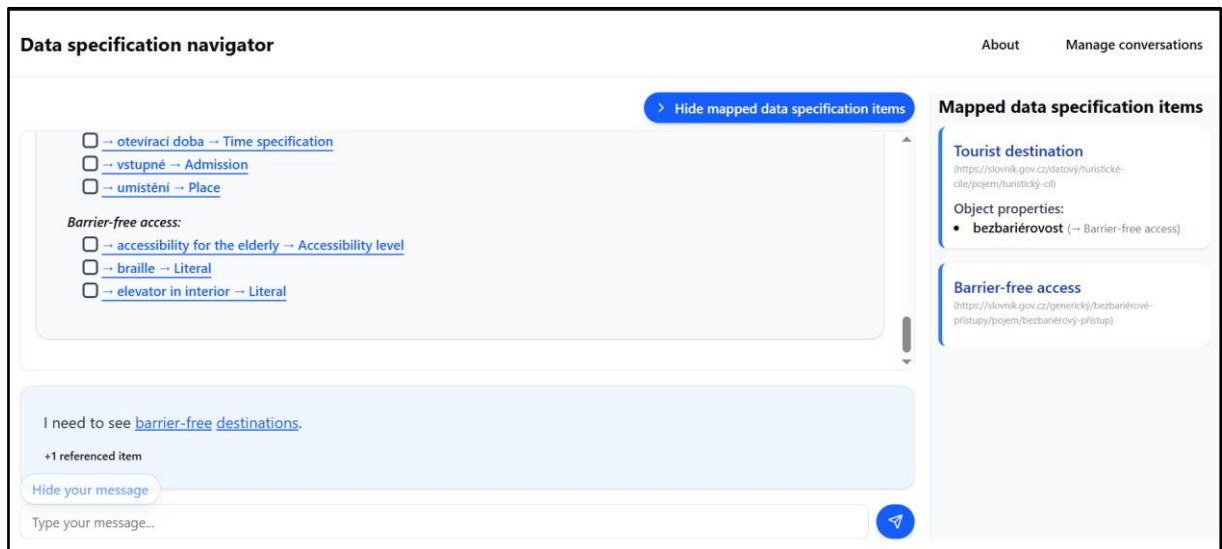 Data specification navigator
About
Manage conversations
> Hide mapped data specification items
→ otevírací doba → Time specification
→ vstupné → Admission
→ umístění → Place
Barrier-free access:
→ accessibility for the elderly → Accessibility level
→ braille → Literal
→ elevator in interior → Literal
I need to see barrier-free destinations.
+1 referenced item
Hide your message
Type your message...
Mapped data specification items
Tourist destination
(https://slovník.gov.cz/datový/turistické-
cíle/pojem/turistický-cíl)
Object properties:
• bezbariérovost (→ Barrier-free access)
Barrier-free access
(https://slovník.gov.cz/generický/bezbariérové-
přístupy/pojem/bezbariérový-přístup)